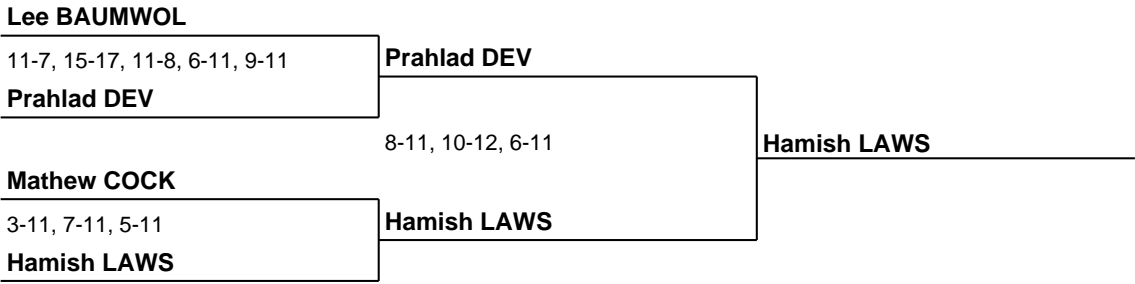 Lee BAUMWOL
11-7, 15-17, 11-8, 6-11, 9-11
Prahlad DEV
Prahlad DEV
8-11, 10-12, 6-11
Hamish LAWS
Mathew COCK
3-11, 7-11, 5-11
Hamish LAWS
Hamish LAWS